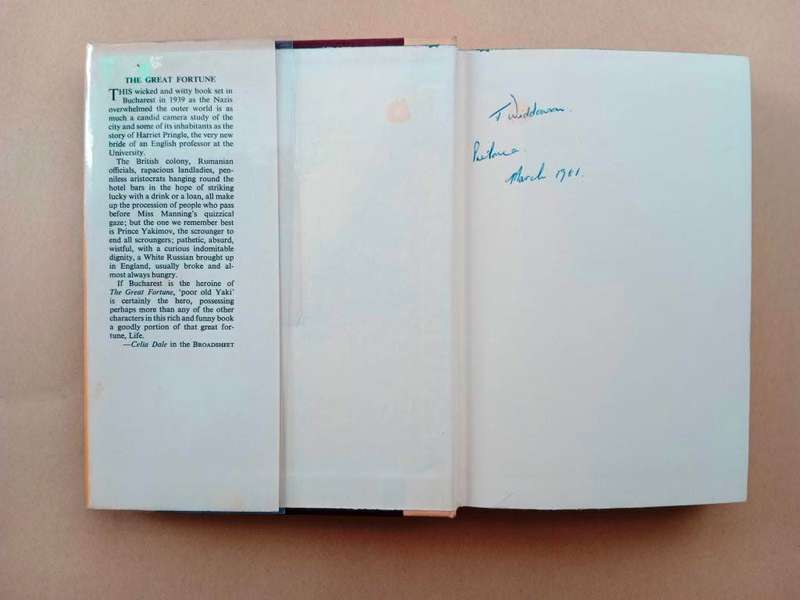 THE GREAT FORTUNE
THIS wicked and witty book set in
Bucharest in 1939 as the Nazis
overwhelmed the outer world is as
much a candid camera study of the
city and some of its inhabitants as the
story of Harriet Pringle, the very new
bride of an English professor at the
University.
The British colony, Rumanian
officials, rapacious landladies, pen-
niless aristocrats hanging round the
hotel bars in the hope of striking
lucky with a drink or a loan, all make
up the procession of people who pass
before Miss Manning's quizzical
gaze; but the one we remember best
is Prince Yakimov, the scrounger to
end all scroungers; pathetic, absurd,
wistful, with a curious indomitable
dignity, a White Russian brought up
in England, usually broke and al-
most always hungry.
If Bucharest is the heroine of
The Great Fortune, 'poor old Yaki'
is certainly the hero, possessing
perhaps more than any of the other
characters in this rich and funny book
a goodly portion of that great for-
tune, Life.
—Celia Dale in the BROADSHEET
March 1961.